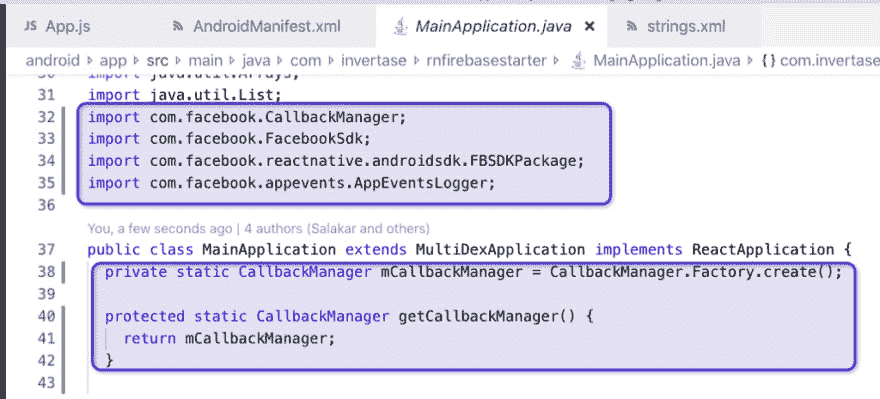 JS App.js AndroidManifest.xml MainApplication.java × strings.xml
android > app > src > main > java > com > invertase > rnfirebasestarter > MainApplication.java > {} com.invertase
30 import java.util.Arrays;
31 import java.util.List;
32 import com.facebook.CallbackManager;
33 import com.facebook.FacebookSdk;
34 import com.facebook.reactnative.androidsdk.FBSDKPackage;
35 import com.facebook.appevents.AppEventsLogger;
36
You, a few seconds ago | 4 authors (Salakar and others)
37 public class MainApplication extends MultiDexApplication implements ReactApplication {
38 private static CallbackManager mCallbackManager = CallbackManager.Factory.create();
39
40 protected static CallbackManager getCallbackManager() {
41 return mCallbackManager;
42 }
43